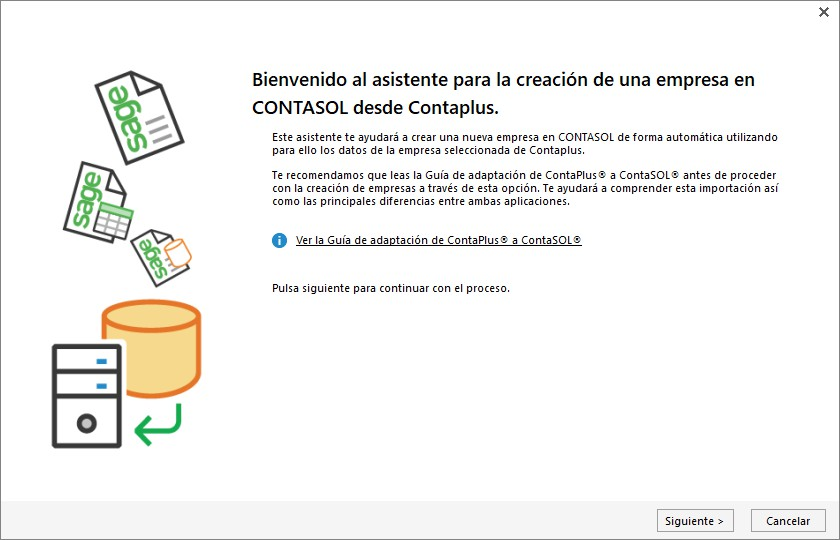 Bienvenido al asistente para la creación de una empresa en
CONTASOL desde Contaplus.
Este asistente te ayudará a crear una nueva empresa en CONTASOL de forma automática utilizando
para ello los datos de la empresa seleccionada de Contaplus.
Te recomendamos que leas la Guía de adaptación de ContaPlus® a ContaSOL® antes de proceder
con la creación de empresas a través de esta opción. Te ayudará a comprender esta importación así
como las principales diferencias entre ambas aplicaciones.
Ver la Guía de adaptación de ContaPlus® a ContaSOL®
Pulsa siguiente para continuar con el proceso.
sage
sage
sage
Siguiente >
Cancelar